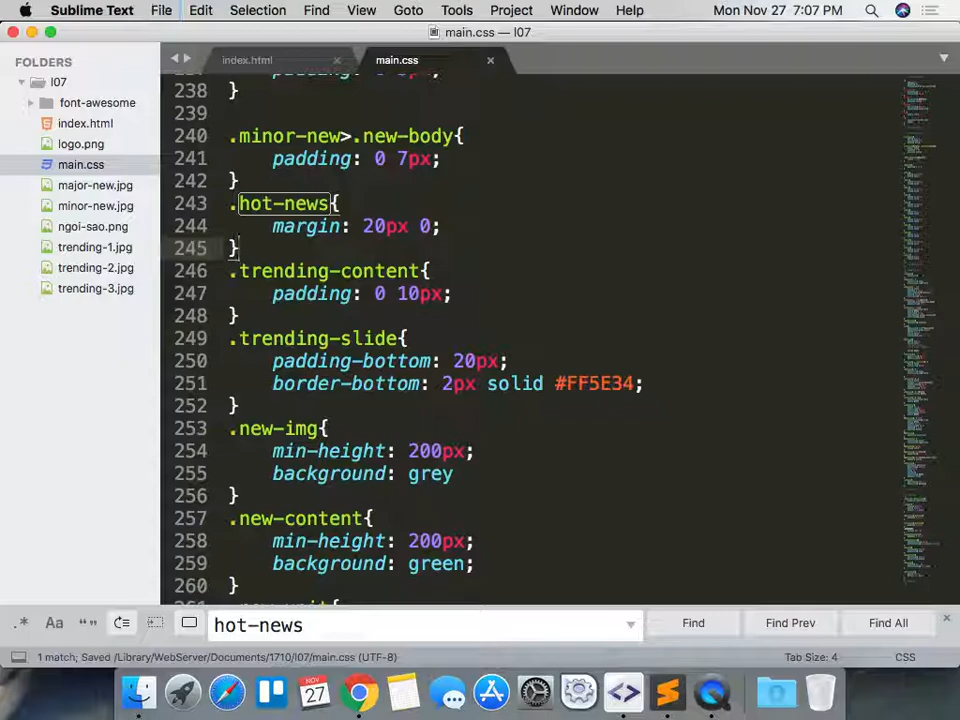 Sublime Text File Edit Selection Find View Goto Tools Project Window Help Mon Nov 27 7:07 PM
main.css — l07
FOLDERS
l07
font-awesome
index.html
logo.png
main.css
major-new.jpg
minor-new.jpg
ngoi-sao.png
trending-1.jpg
trending-2.jpg
trending-3.jpg
index.html × main.css ×
238 }
239
240 .minor-new>.new-body{
241 padding: 0 7px;
242 }
243 .hot-news{
244 margin: 20px 0;
245 }
246 .trending-content{
247 padding: 0 10px;
248 }
249 .trending-slide{
250 padding-bottom: 20px;
251 border-bottom: 2px solid #FF5E34;
252 }
253 .new-img{
254 min-height: 200px;
255 background: grey
256 }
257 .new-content{
258 min-height: 200px;
259 background: green;
260 }
.* Aa “” hot-news Find Find Prev Find All ×
1 match; Saved /Library/WebServer/Documents/1710/l07/main.css (UTF-8) Tab Size: 4 CSS
NOV
27